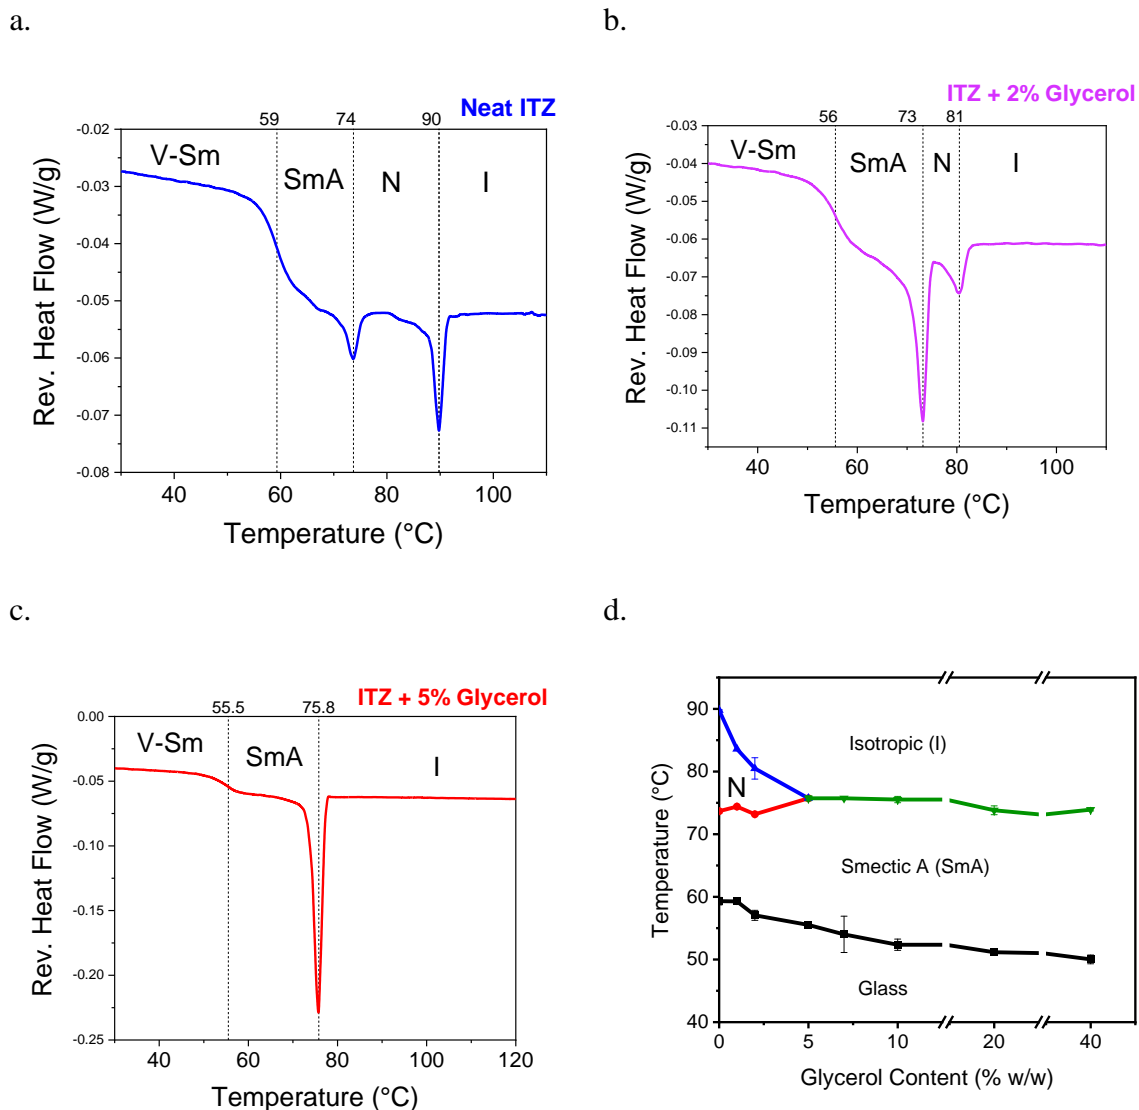 a.
Neat ITZ
59 74 90
-0.02
-0.03
-0.04
-0.05
-0.06
-0.07
-0.08
Rev. Heat Flow (W/g)
V-Sm SmA N I
40 60 80 100
Temperature (°C)
b.
ITZ + 2% Glycerol
56 73 81
-0.03
-0.04
-0.05
-0.06
-0.07
-0.08
-0.09
-0.10
-0.11
Rev. Heat Flow (W/g)
V-Sm SmA N I
40 60 80 100
Temperature (°C)
c.
ITZ + 5% Glycerol
55.5 75.8
0.00
-0.05
-0.10
-0.15
-0.20
-0.25
Rev. Heat Flow (W/g)
V-Sm SmA I
40 60 80 100 120
Temperature (°C)
d.
90
80
70
60
50
40
Temperature (°C)
Isotropic (I)
N
Smectic A (SmA)
Glass
0 5 10 20 40
Glycerol Content (% w/w)